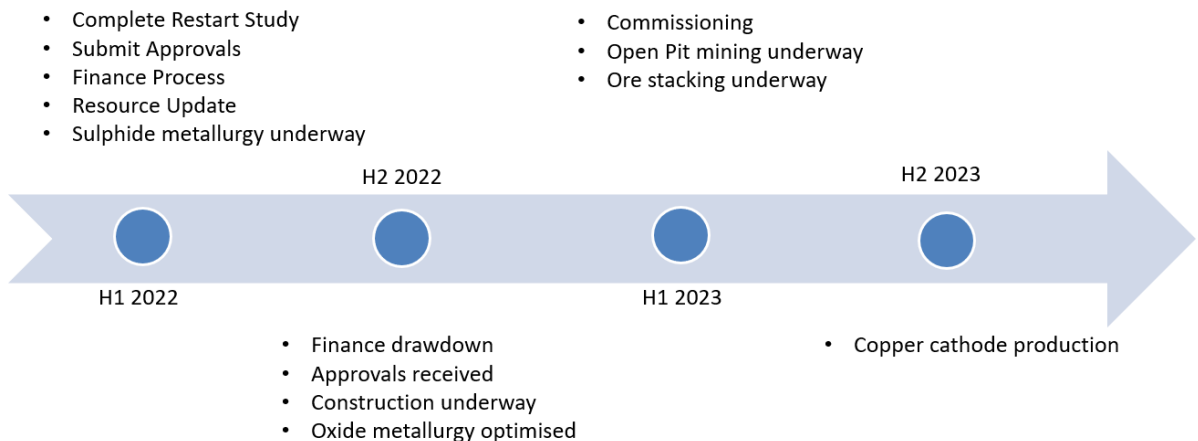 • Complete Restart Study
• Submit Approvals
• Finance Process
• Resource Update
• Sulphide metallurgy underway
• Commissioning
• Open Pit mining underway
• Ore stacking underway
H2 2022
H2 2023
H1 2022
H1 2023
• Finance drawdown
• Approvals received
• Construction underway
• Oxide metallurgy optimised
• Copper cathode production